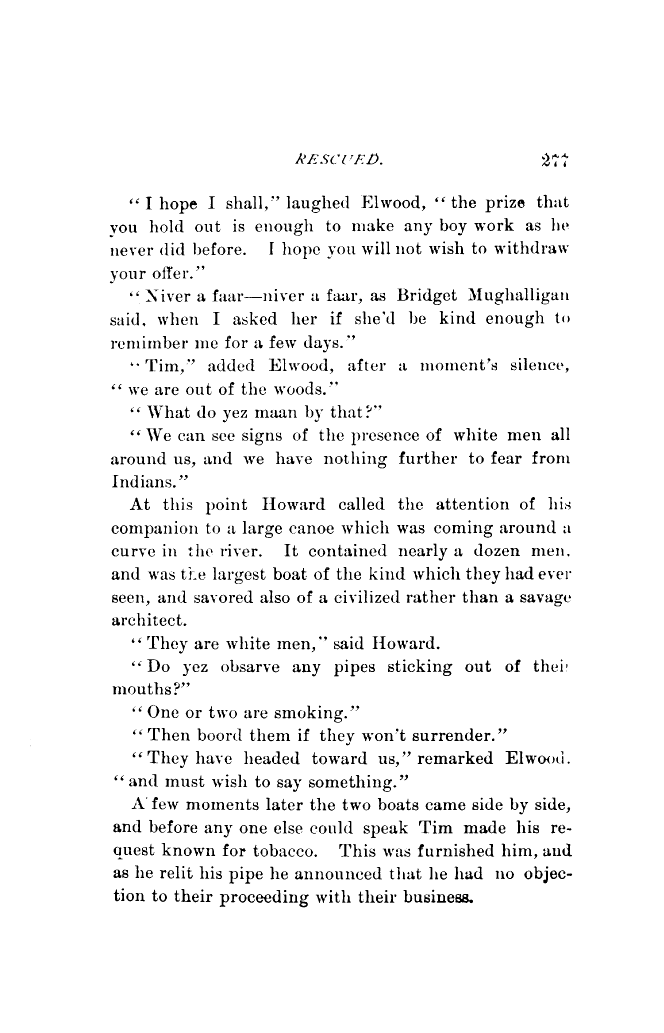 RESCUED. 277
“ I hope I shall,” laughed Elwood, “ the prize that
you hold out is enough to make any boy work as he
never did before. I hope you will not wish to withdraw
your offer.”
“ Niver a faar—niver a faar, as Bridget Mughalligan
said, when I asked her if she'd be kind enough to
remimber me for a few days.”
“ Tim,” added Elwood, after a moment's silence,
“ we are out of the woods.”
“ What do yez maan by that?”
“ We can see signs of the presence of white men all
around us, and we have nothing further to fear from
Indians.”
At this point Howard called the attention of his
companion to a large canoe which was coming around a
curve in the river. It contained nearly a dozen men,
and was the largest boat of the kind which they had ever
seen, and savored also of a civilized rather than a savage
architect.
“ They are white men,” said Howard.
“ Do yez obsarve any pipes sticking out of their
mouths?”
“ One or two are smoking.”
“ Then boord them if they won't surrender.”
“ They have headed toward us,” remarked Elwood.
“ and must wish to say something.”
A few moments later the two boats came side by side,
and before any one else could speak Tim made his re-
quest known for tobacco. This was furnished him, and
as he relit his pipe he announced that he had no objec-
tion to their proceeding with their business.